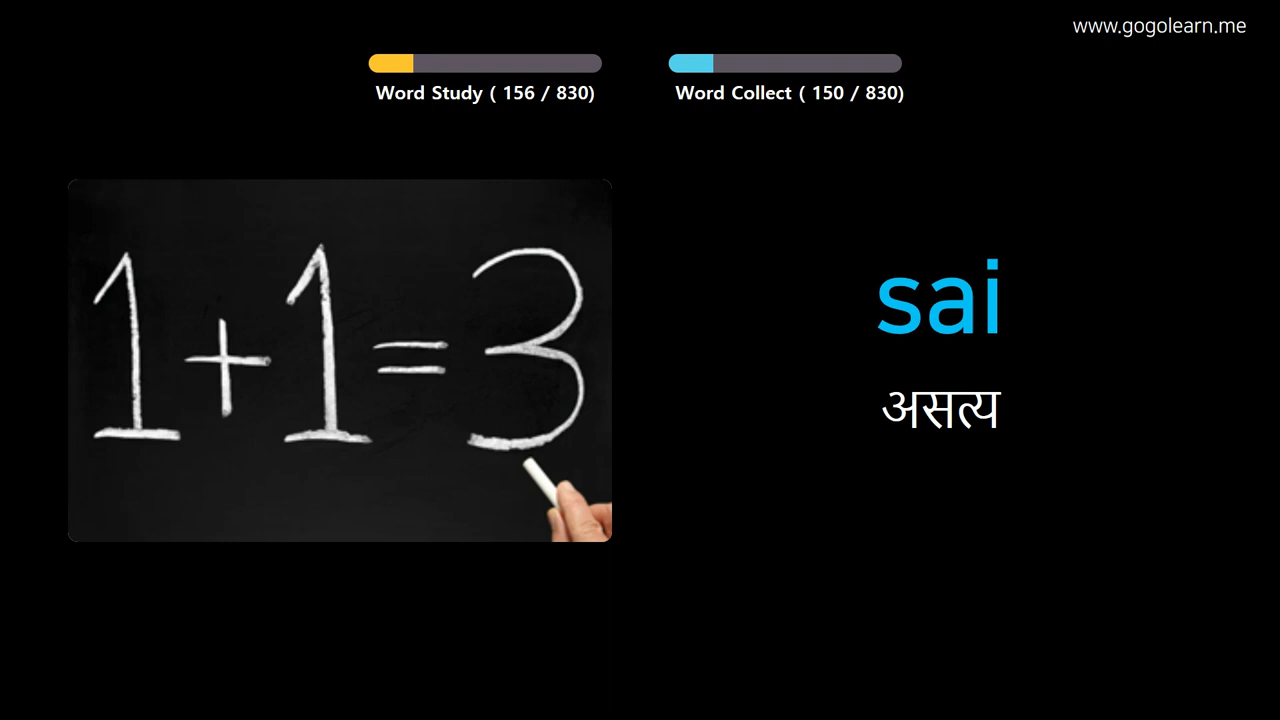 www.gogolearn.me
Word Study ( 156 / 830)
Word Collect ( 150 / 830)
1+1=3
sai
असत्य